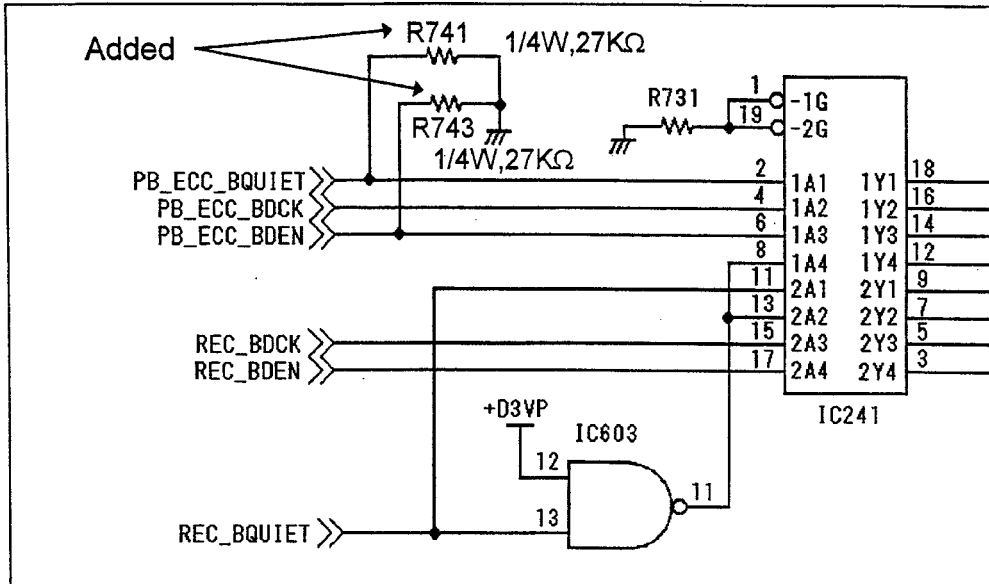 Added
R741
1/4W,27KΩ
R743
1/4W,27KΩ
R731
1
19
-1G
-2G
PB_ECC_BQUIET
2
1A1
1Y1
18
PB_ECC_BDCK
4
1A2
1Y2
16
PB_ECC_BDEN
6
1A3
1Y3
14
8
1A4
1Y4
12
11
2A1
2Y1
9
13
2A2
2Y2
7
REC_BDCK
15
2A3
2Y3
5
REC_BDEN
17
2A4
2Y4
3
IC241
+D3VP
IC603
12
11
13
REC_BQUIET